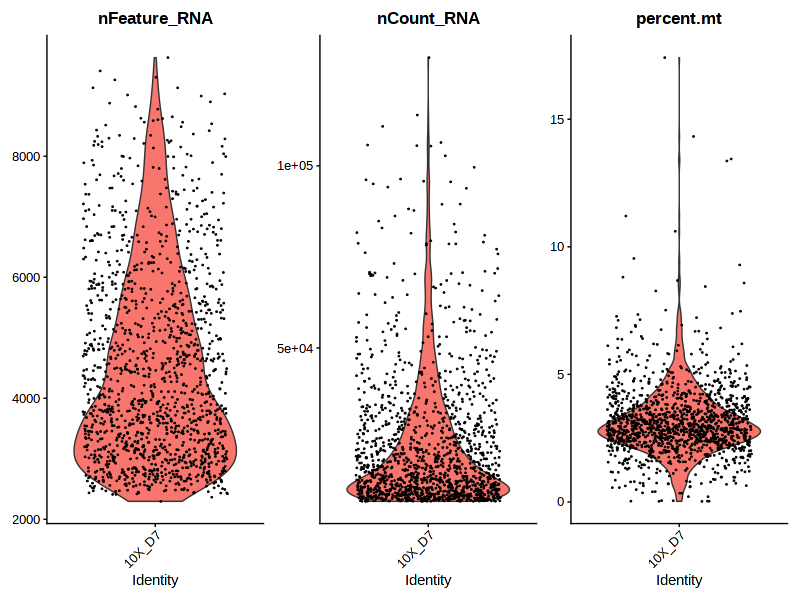 nFeature_RNA
8000
6000
4000
2000
10X_D7
Identity
nCount_RNA
1e+05
5e+04
10X_D7
Identity
percent.mt
15
10
5
0
10X_D7
Identity